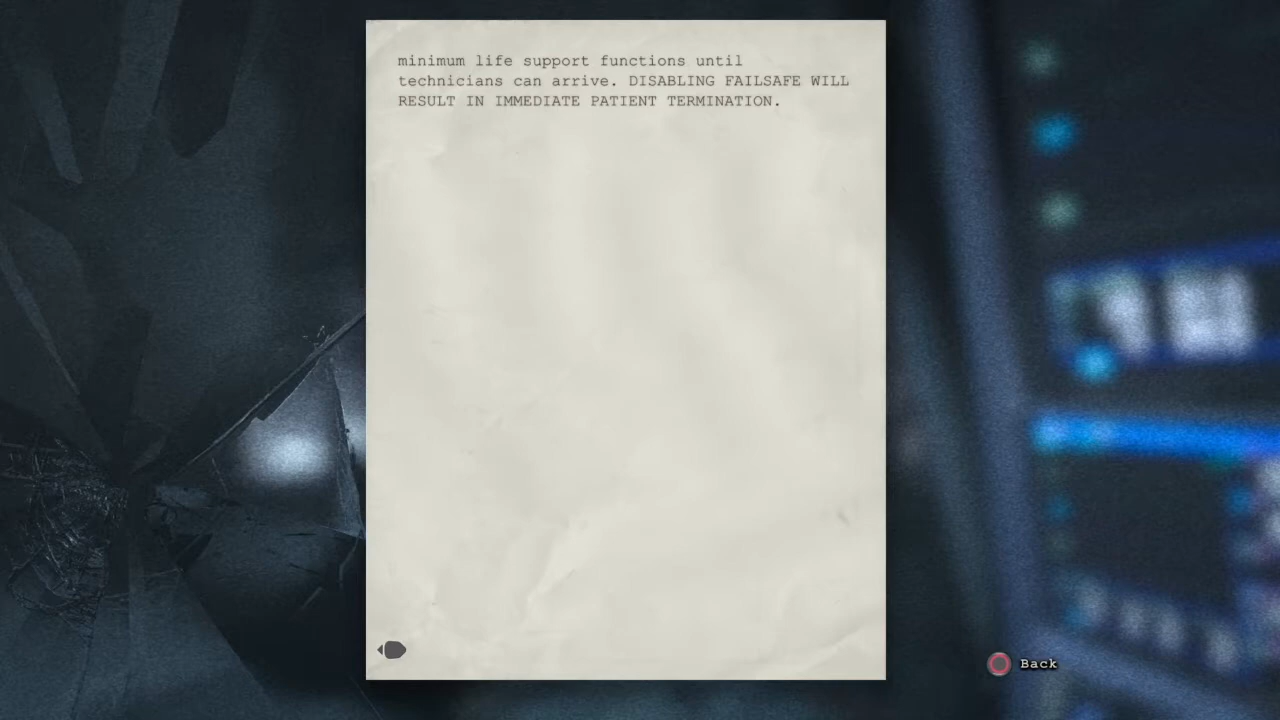 minimum life support functions until
technicians can arrive. DISABLING FAILSAFE WILL
RESULT IN IMMEDIATE PATIENT TERMINATION.
Back